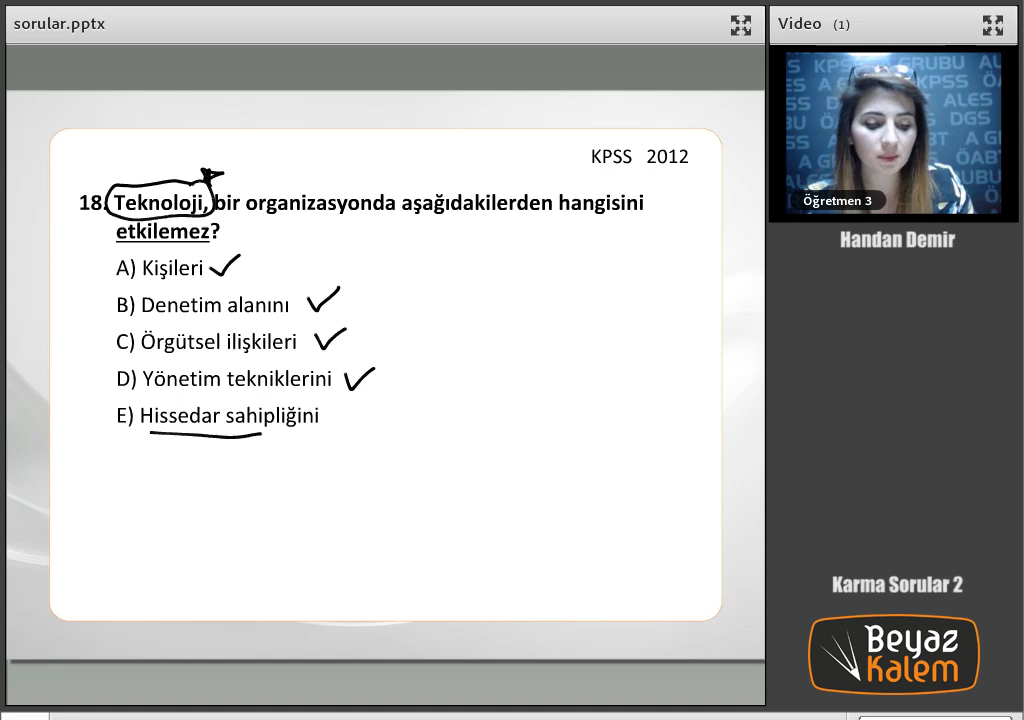 sorular.pptx
Video (1)
KPSS 2012
18. Teknoloji, bir organizasyonda aşağıdakilerden hangisini
etkilemez?
A) Kişileri
B) Denetim alanını
C) Örgütsel ilişkileri
D) Yönetim tekniklerini
E) Hissedar sahipliğini
Öğretmen 3
Handan Demir
Karma Sorular 2
Beyaz
Kalem